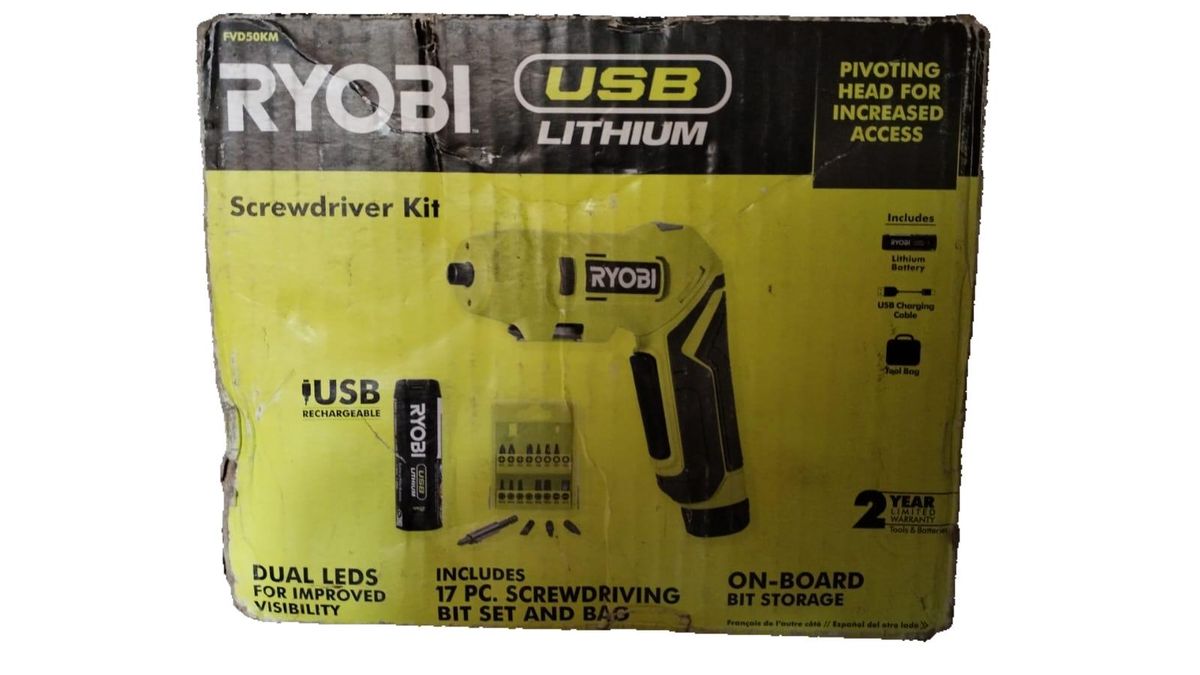 FVD50KM
RYOBI
USB
LITHIUM
PIVOTING
HEAD FOR
INCREASED
ACCESS
Screwdriver Kit
Includes
RYOBI
Lithium
Battery
USB Charging
Cable
Tool Bag
RYOBI
USB
RECHARGEABLE
RYOBI
USB
LITHIUM
2 YEAR
LIMITED
WARRANTY
Tools & Batteries
DUAL LEDS
FOR IMPROVED
VISIBILITY
INCLUDES
17 PC. SCREWDRIVING
BIT SET AND BAG
ON-BOARD
BIT STORAGE
Français de l'autre côté // Español del otro lado